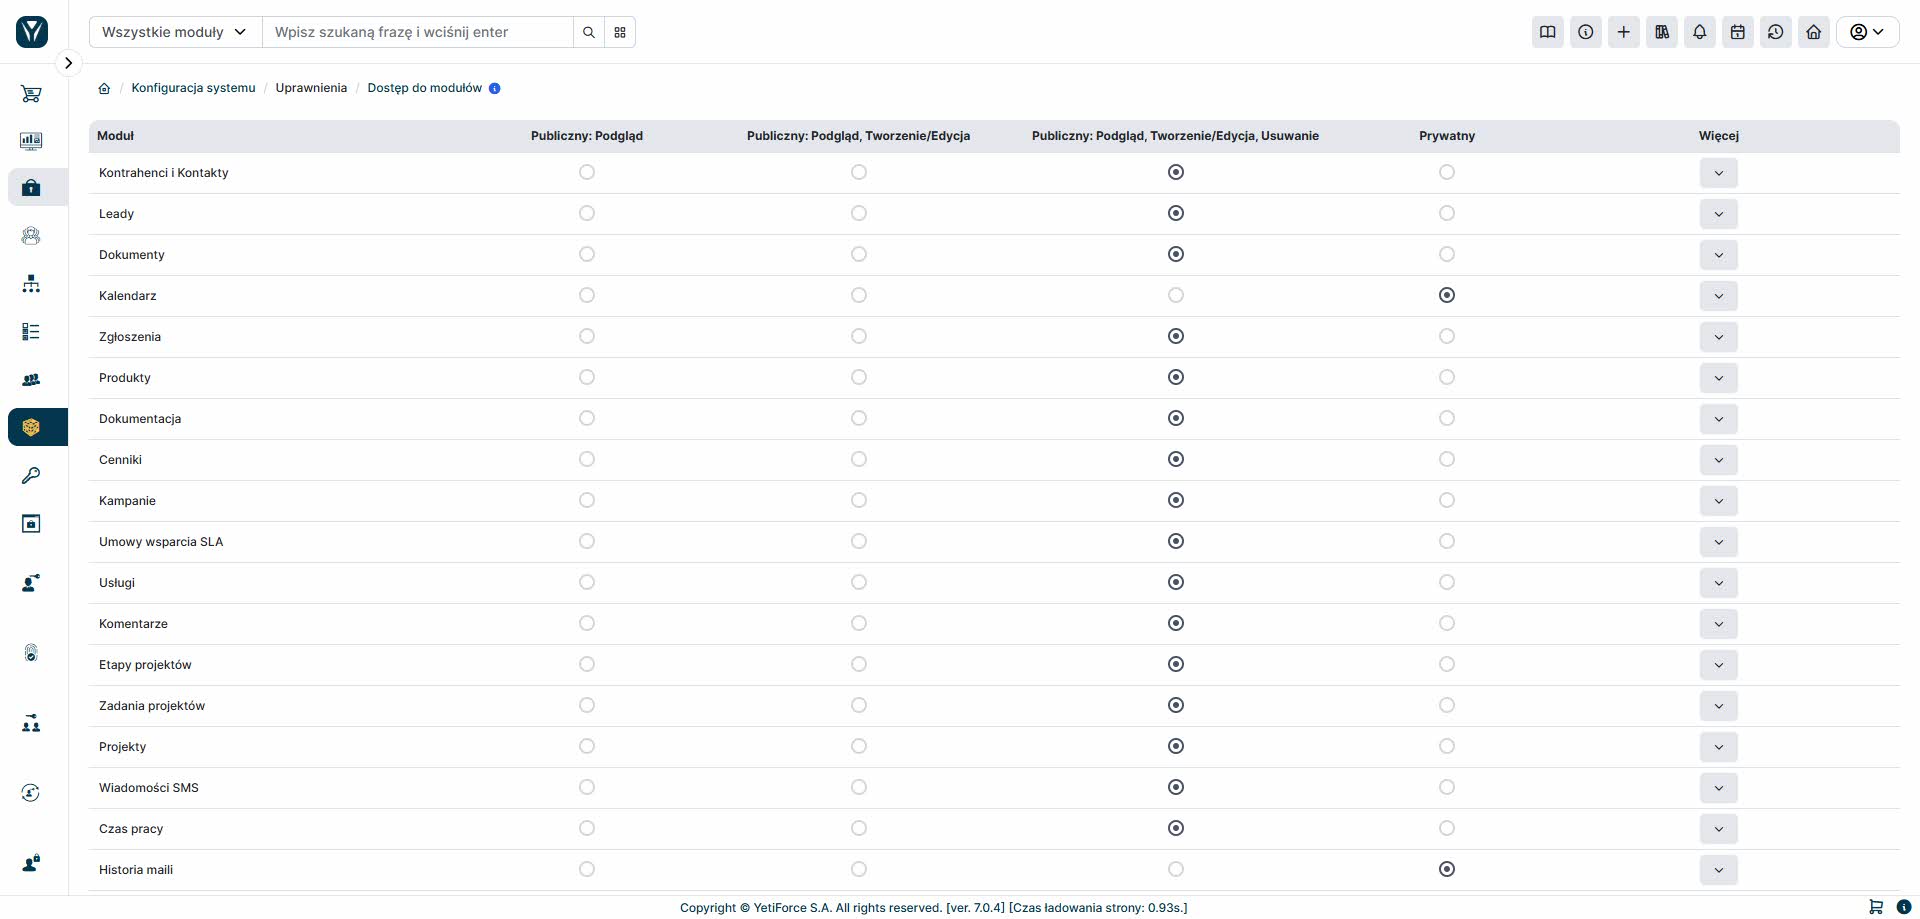 Wszystkie moduły
Wpisz szukaną frazę i wciśnij enter
/ Konfiguracja systemu / Uprawnienia / Dostęp do modułów
Moduł Publiczny: Podgląd Publiczny: Podgląd, Tworzenie/Edycja Publiczny: Podgląd, Tworzenie/Edycja, Usuwanie Prywatny Więcej
Kontrahenci i Kontakty
Leady
Dokumenty
Kalendarz
Zgłoszenia
Produkty
Dokumentacja
Cenniki
Kampanie
Umowy wsparcia SLA
Usługi
Komentarze
Etapy projektów
Zadania projektów
Projekty
Wiadomości SMS
Czas pracy
Historia maili
Copyright © YetiForce S.A. All rights reserved. [ver. 7.0.4] [Czas ładowania strony: 0.93s.]